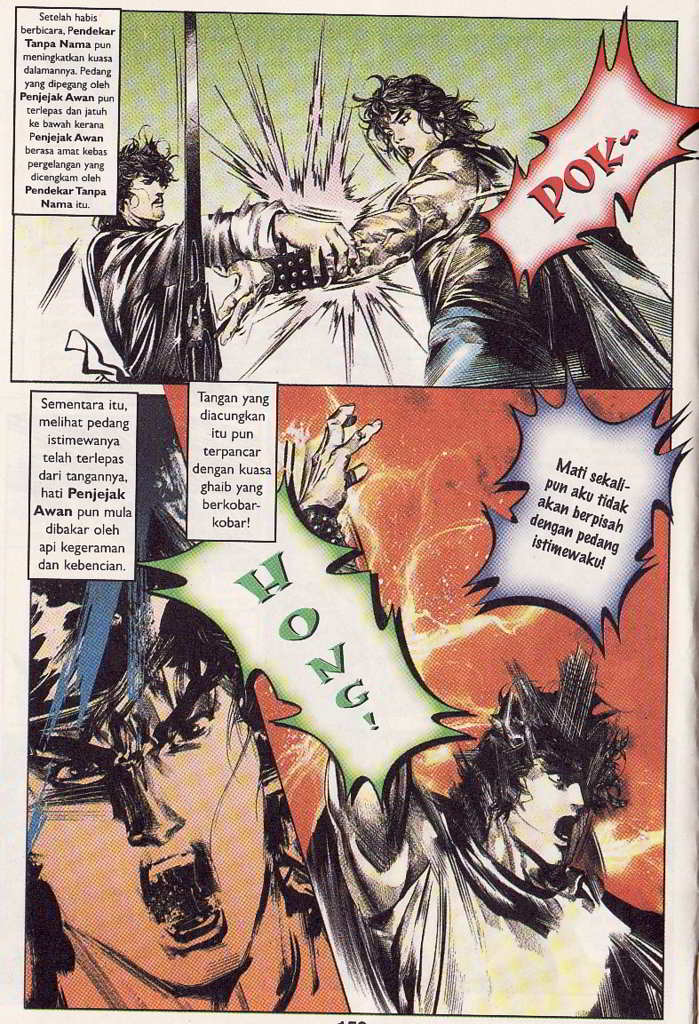 Setelah habis
berbicara, Pendekar
Tanpa Nama pun
meningkatkan kuasa
dalamannya. Pedang
yang dipegang oleh
Penjejak Awan pun
terlepas dan jatuh
ke bawah kerana
Penjejak Awan
berasa amat kebas
pergelangan yang
dicengkam oleh
Pendekar Tanpa
Nama itu.
POK~
Sementara itu,
melihat pedang
istimewanya
telah terlepas
dari tangannya,
hati Penjejak
Awan pun mula
dibakar oleh
api kegeraman
dan kebencian.
Tangan yang
diacungkan
itu pun
terpancar
dengan kuasa
ghaib yang
berkobar-
kobar!
Mati sekali-
pun aku tidak
akan berpisah
dengan pedang
istimewaku!
HONG!